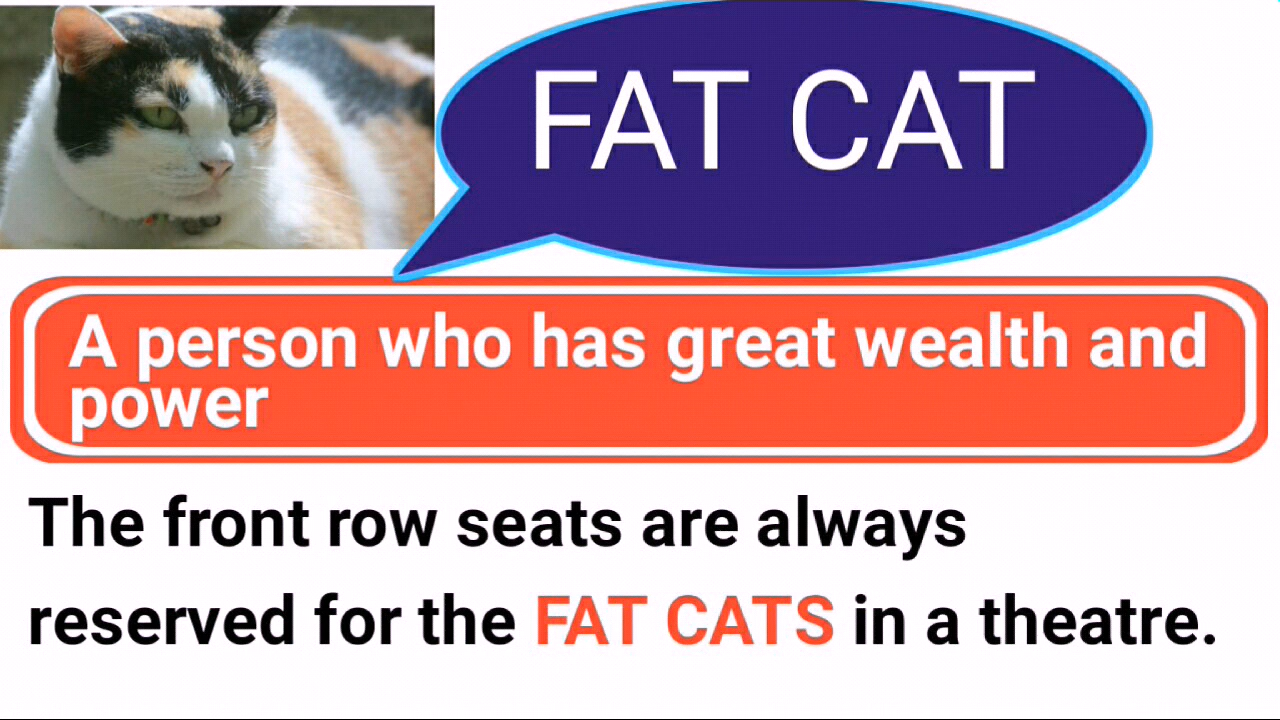 FAT CAT
A person who has great wealth and
power
The front row seats are always
reserved for the FAT CATS in a theatre.